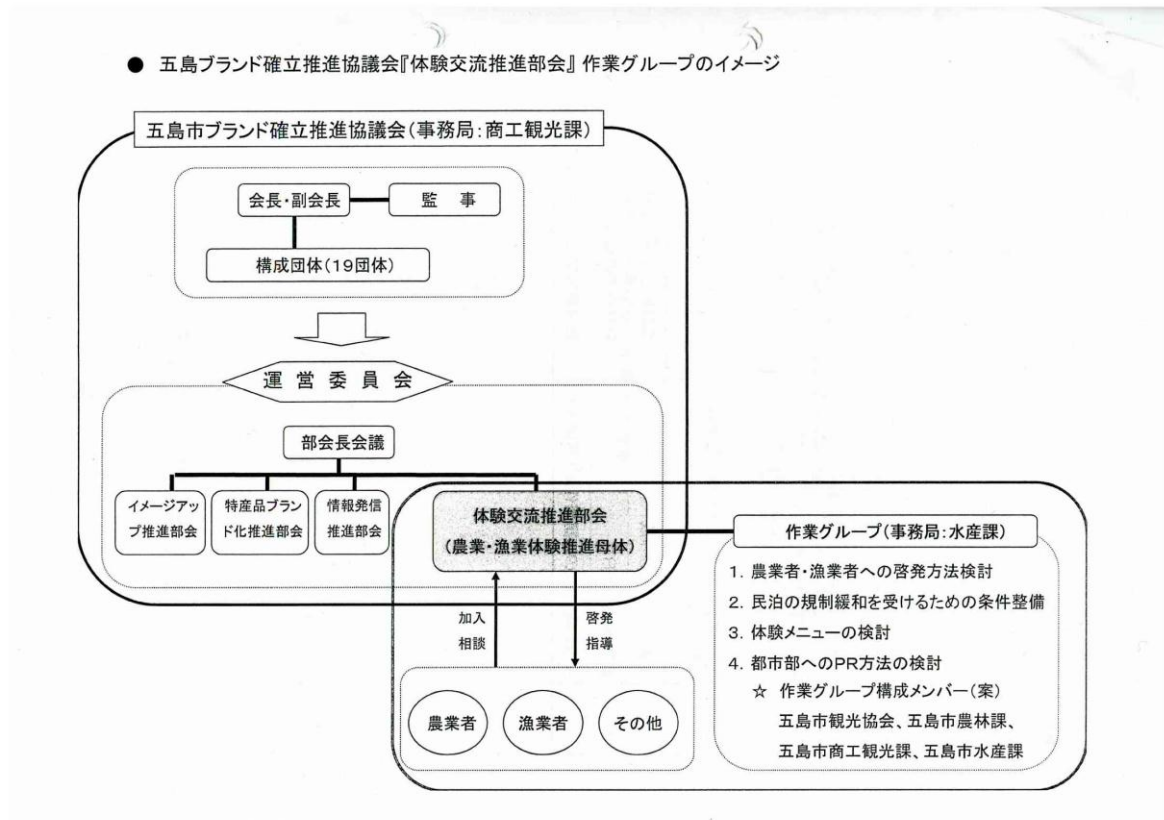 ● 五島ブランド確立推進協議会『体験交流推進部会』作業グループのイメージ
五島市ブランド確立推進協議会(事務局:商工観光課)
会長・副会長
監 事
構成団体(19団体)
運 営 委 員 会
部会長会議
イメージアッ
プ推進部会
特産品ブラン
ド化推進部会
情報発信
推進部会
体験交流推進部会
(農業・漁業体験推進母体)
作業グループ(事務局:水産課)
1. 農業者・漁業者への啓発方法検討
2. 民泊の規制緩和を受けるための条件整備
3. 体験メニューの検討
4. 都市部へのPR方法の検討
☆ 作業グループ構成メンバー(案)
五島市観光協会、五島市農林課、
五島市商工観光課、五島市水産課
加入
相談
啓発
指導
農業者
漁業者
その他